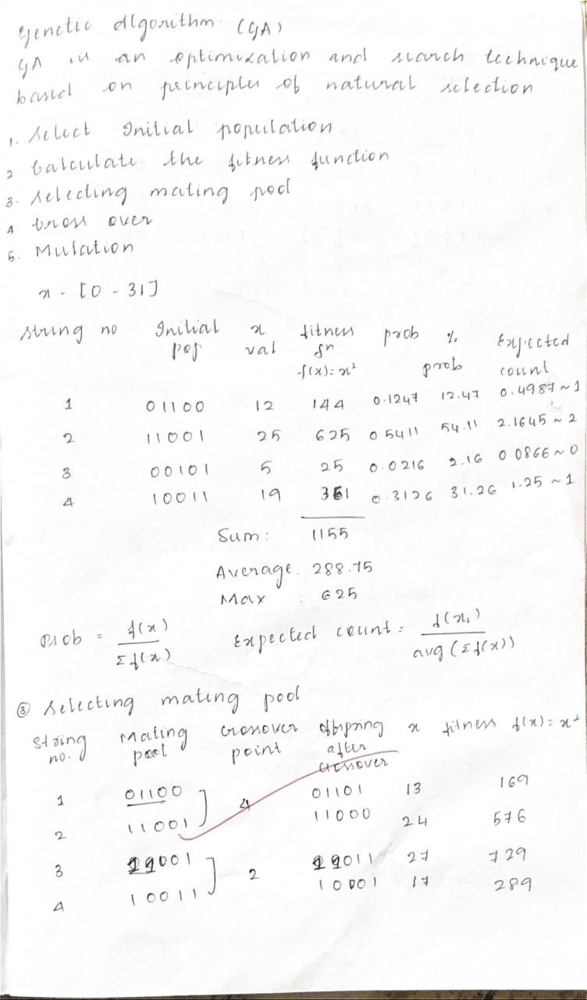 Genetic Algorithm. (GA)
GA is an optimization and search technique
based on principles of natural selection
1. Select Initial population
2 Calculate the fitness function
3. Selecting mating pool
4. Cross over
5. Mutation
x - [0 - 31]
String no Initial pop x val fitness fn f(x) = x² prob % prob Expected count
1 01100 12 144 0.1247 12.47 0.4987 ~ 1
2 11001 25 625 0.5411 54.11 2.1645 ~ 2
3 00101 5 25 0.0216 2.16 0.0866 ~ 0
4 10011 19 361 0.3126 31.26 1.25 ~ 1
Sum: 1155
Average. 288.75
Max : 625
Prob = f(x) / Σf(x) Expected count = f(xi) / avg (Σf(x))
③ Selecting mating pool
String no. Mating pool crossover point offspring after crossover x fitness f(x) = x²
1 01100 4 01101 13 169
2 11001 11000 24 576
3 11001 2 11011 27 729
4 10011 10001 17 289